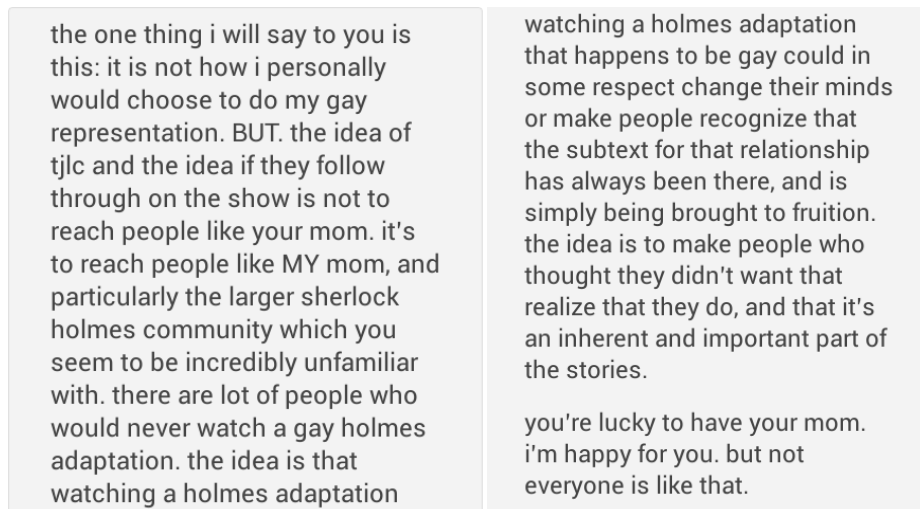 the one thing i will say to you is
this: it is not how i personally
would choose to do my gay
representation. BUT. the idea of
tjlc and the idea if they follow
through on the show is not to
reach people like your mom. it's
to reach people like MY mom, and
particularly the larger sherlock
holmes community which you
seem to be incredibly unfamiliar
with. there are lot of people who
would never watch a gay holmes
adaptation. the idea is that
watching a holmes adaptation
watching a holmes adaptation
that happens to be gay could in
some respect change their minds
or make people recognize that
the subtext for that relationship
has always been there, and is
simply being brought to fruition.
the idea is to make people who
thought they didn't want that
realize that they do, and that it's
an inherent and important part of
the stories.
you're lucky to have your mom.
i'm happy for you. but not
everyone is like that.